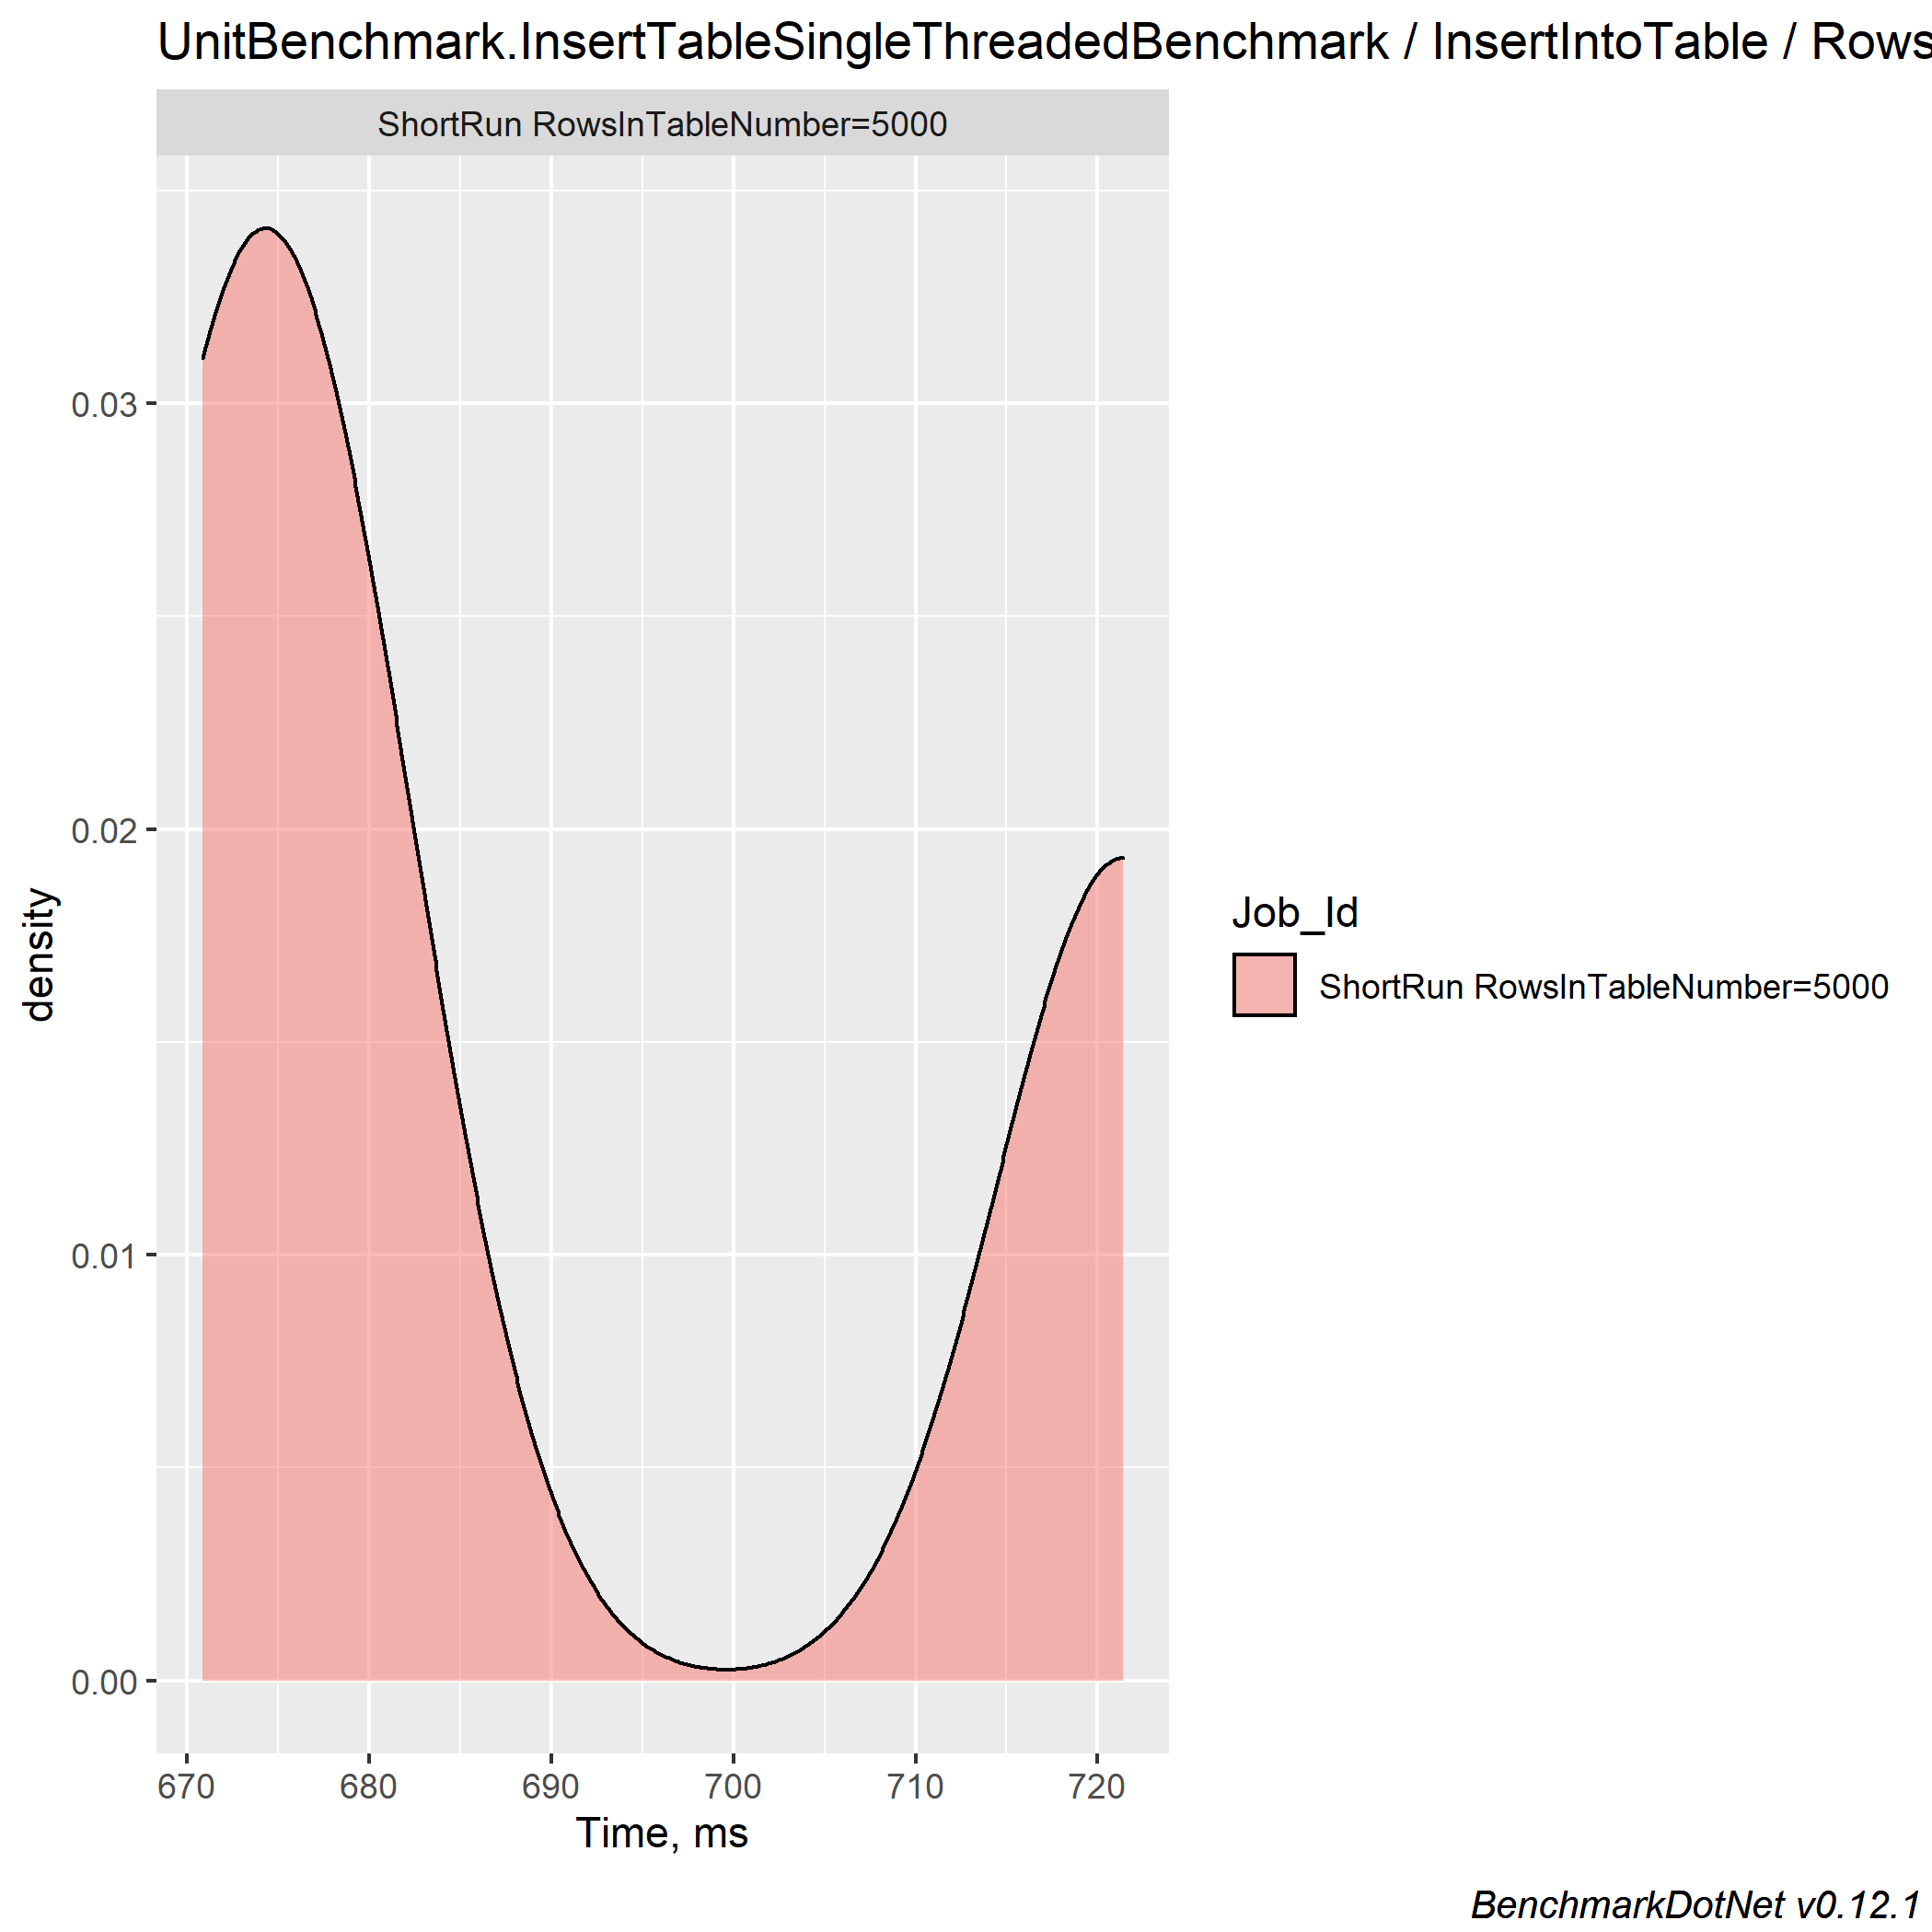 UnitBenchmark.InsertTableSingleThreadedBenchmark / InsertIntoTable / Rows
ShortRun RowsInTableNumber=5000
0.03
0.02
0.01
0.00
density
670 680 690 700 710 720
Time, ms
Job_Id
ShortRun RowsInTableNumber=5000
BenchmarkDotNet v0.12.1